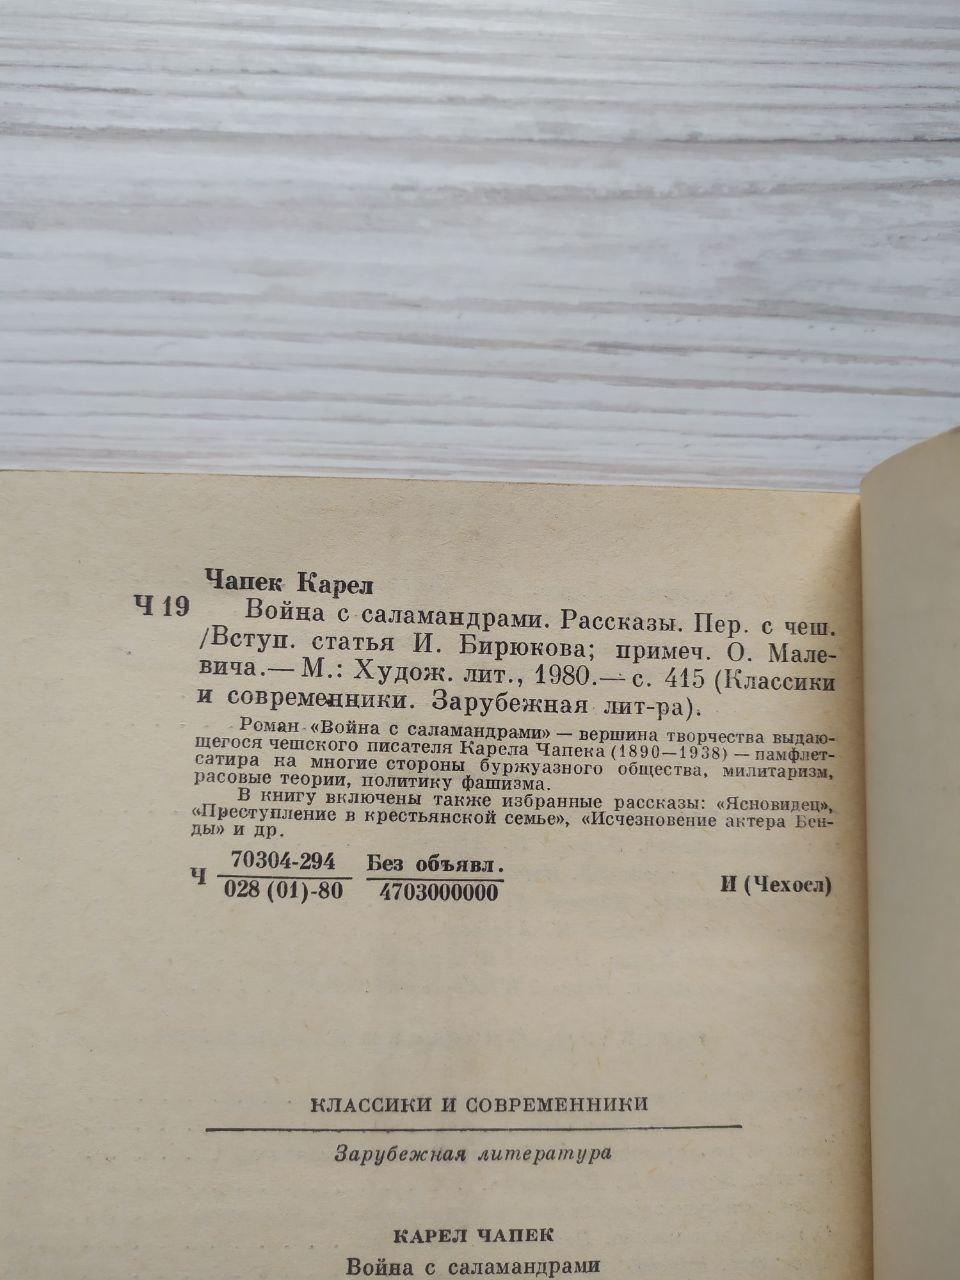 Чапек Карел
Ч 19 Война с саламандрами. Рассказы. Пер. с чеш.
/Вступ. статья И. Бирюкова; примеч. О. Мале-
вича.— М.: Худож. лит., 1980.— с. 415 (Классики
и современники. Зарубежная лит-ра).
Роман «Война с саламандрами» — вершина творчества выдаю-
щегося чешского писателя Карела Чапека (1890—1938) — памфлет-
сатира на многие стороны буржуазного общества, милитаризм,
расовые теории, политику фашизма.
В книгу включены также избранные рассказы: «Ясновидец»,
«Преступление в крестьянской семье», «Исчезновение актера Бен-
ды» и др.
70304-294 Без объявл.
Ч 028 (01)-80 4703000000 И (Чехосл)
КЛАССИКИ И СОВРЕМЕННИКИ
Зарубежная литература
КАРЕЛ ЧАПЕК
Война с саламандрами